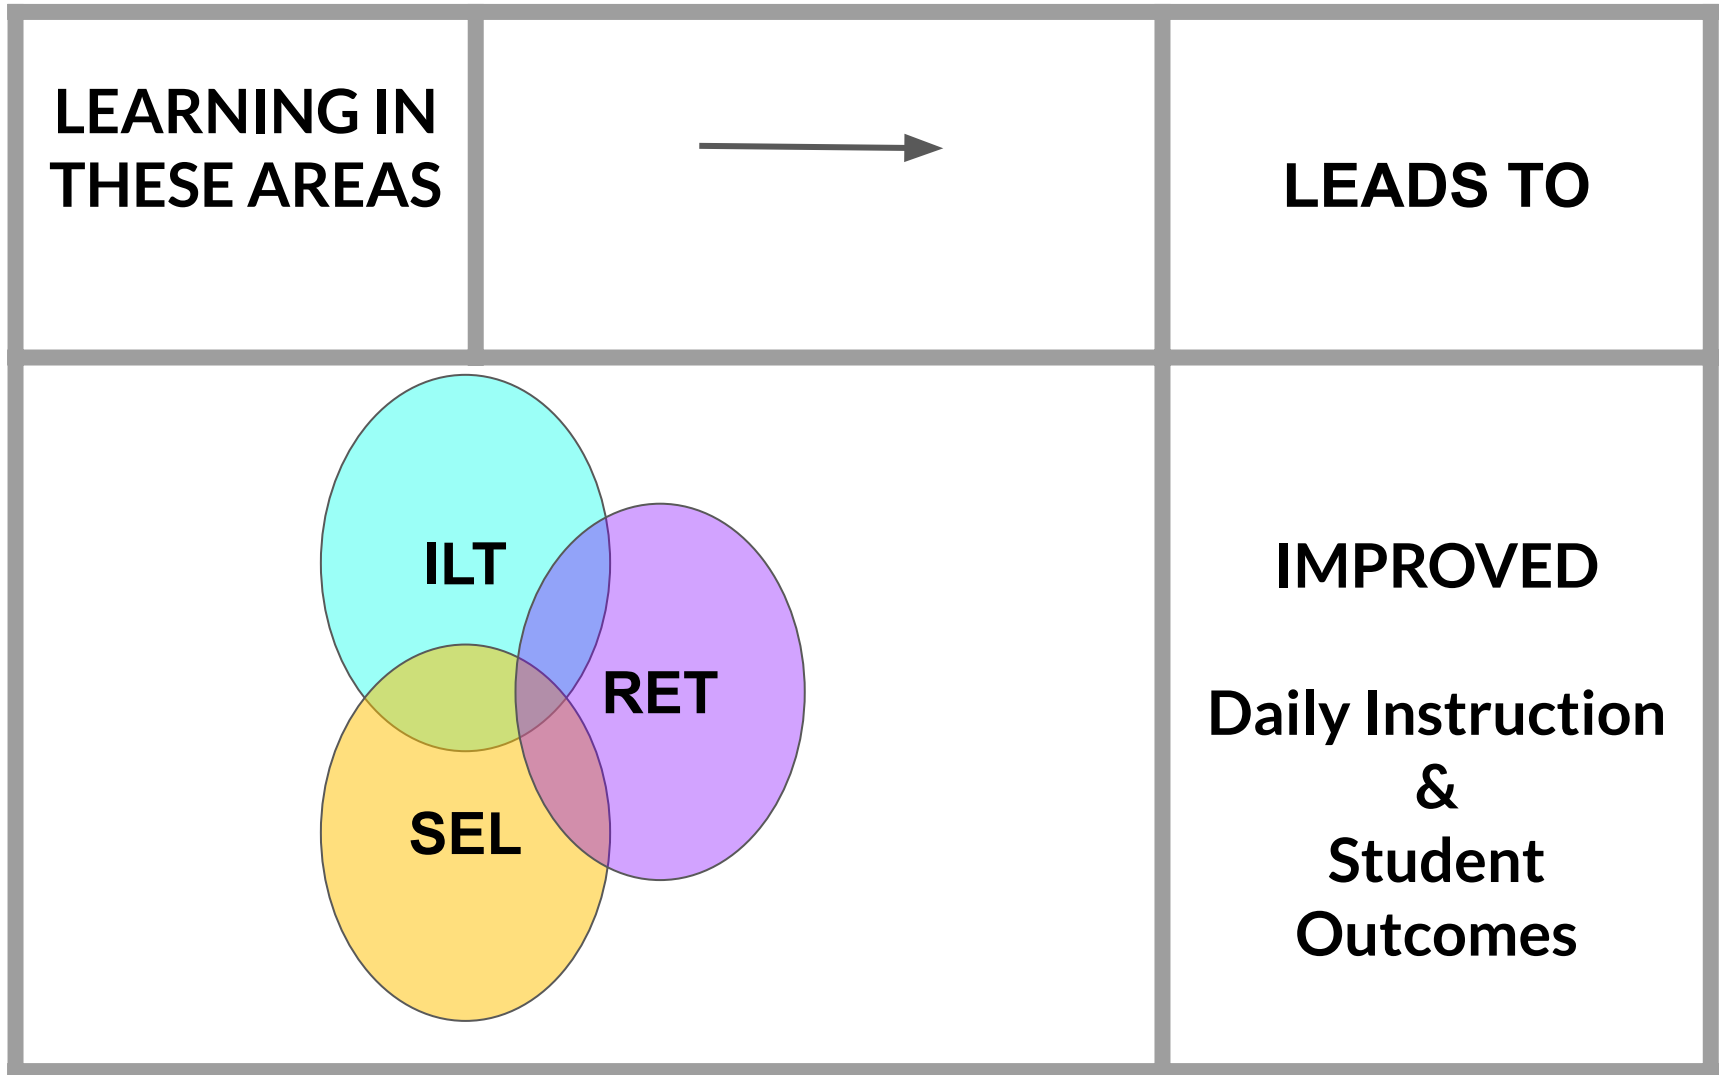 LEARNING IN
THESE AREAS
LEADS TO
ILT
RET
SEL
IMPROVED
Daily Instruction
&
Student
Outcomes